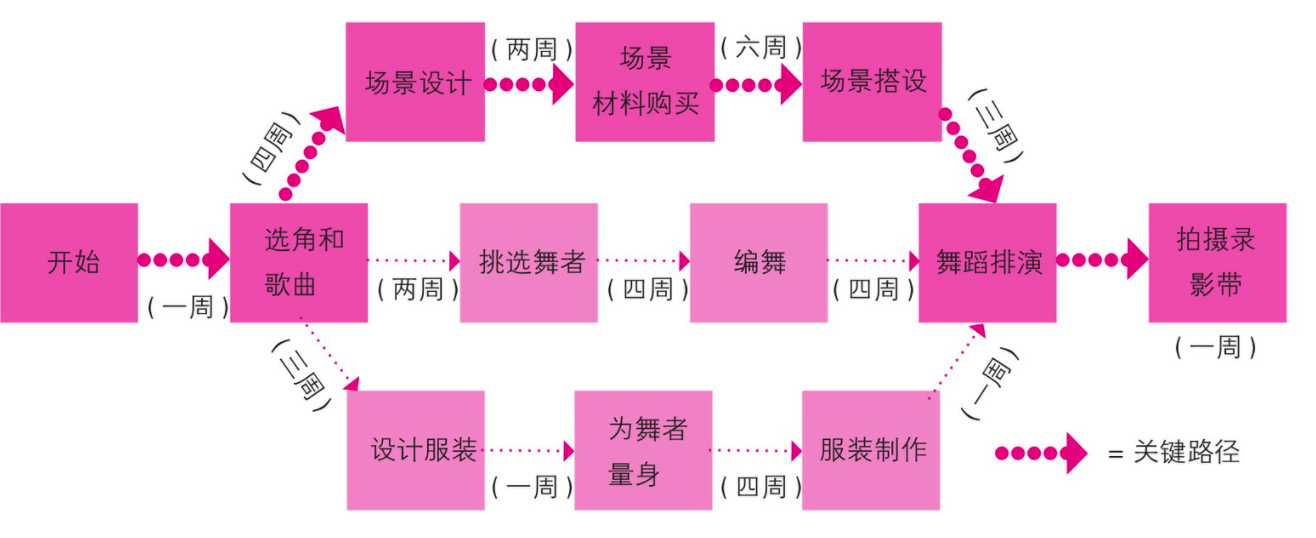 场景设计
(两周)
场景
材料购买
(六周)
场景搭设
(四周)
(三周)
开始
(一周)
选角和
歌曲
(两周)
挑选舞者
(四周)
编舞
(四周)
舞蹈排演
拍摄录
影带
(一周)
(三周)
设计服装
(一周)
为舞者
量身
(四周)
服装制作
(一周)
= 关键路径